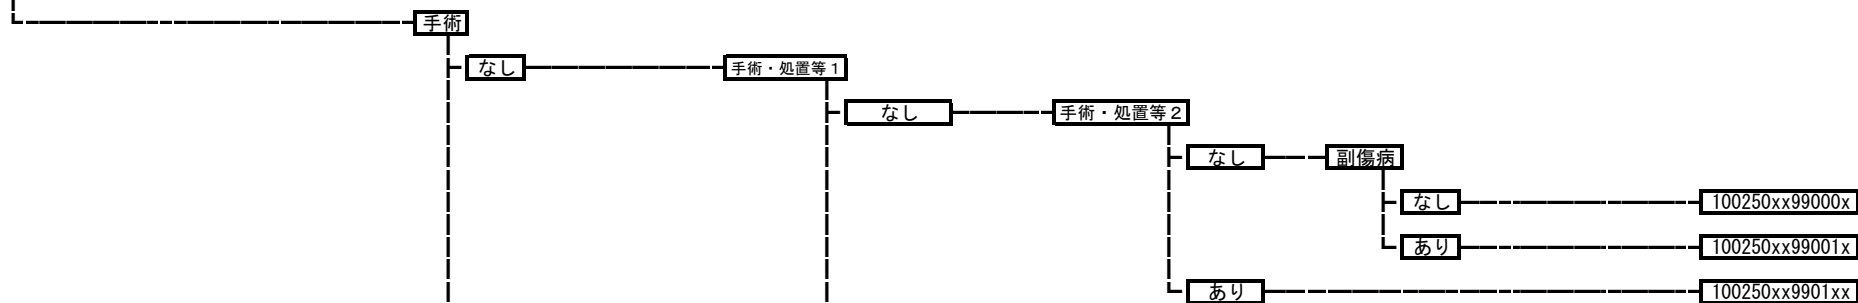 手術
なし 手術・処置等１
なし 手術・処置等２
なし 副傷病
なし 100250xx99000x
あり 100250xx99001x
あり 100250xx9901xx